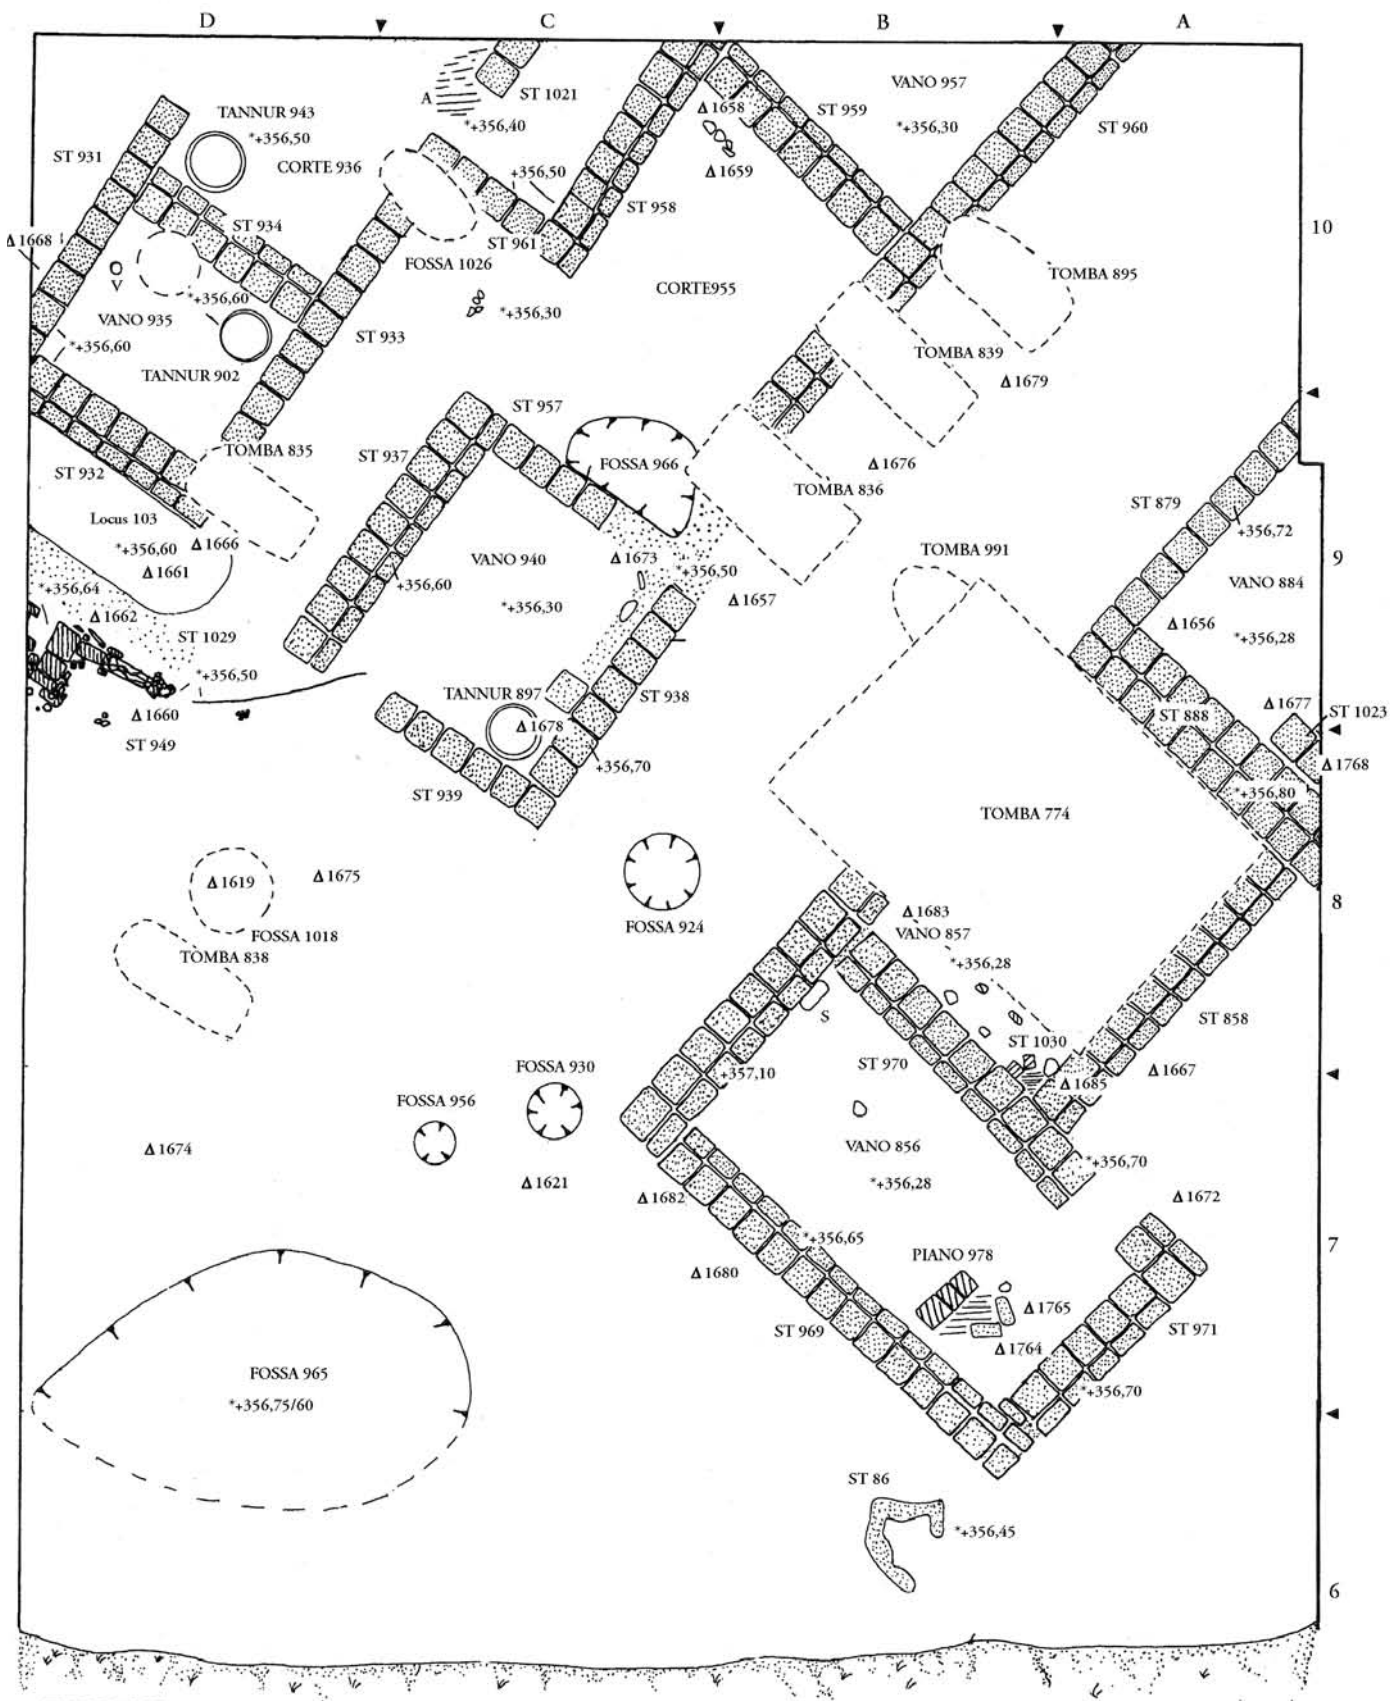 D
C
B
A
TANNUR 943
*+356,50
ST 931
CORTE 936
A
*+356,40
ST 1021
Δ 1658
Δ 1659
ST 959
VANO 957
*+356,30
ST 960
+356,50
ST 958
10
Δ 1668
ST 934
ST 961
FOSSA 1026
V
*+356,60
VANO 935
*+356,60
TANNUR 902
ST 933
*+356,30
CORTE955
TOMBA 895
TOMBA 839
Δ 1679
ST 957
ST 937
TOMBA 835
ST 932
FOSSA 966
Δ 1676
TOMBA 836
ST 879
+356,72
Locus 103
*+356,60
Δ 1666
Δ 1661
VANO 940
+356,60
*+356,30
Δ 1673
*+356,50
Δ 1657
TOMBA 991
9
VANO 884
Δ 1656
*+356,28
*+356,64
Δ 1662
ST 1029
*+356,50
Δ 1660
ST 949
TANNUR 897
Δ 1678
ST 938
+356,70
ST 939
Δ 1677
ST 888
ST 1023
Δ 1768
*+356,80
TOMBA 774
Δ 1619
Δ 1675
FOSSA 1018
TOMBA 838
FOSSA 924
8
Δ 1683
VANO 857
*+356,28
S
ST 858
ST 970
ST 1030
+357,10
Δ 1685
Δ 1667
FOSSA 930
FOSSA 956
Δ 1674
Δ 1621
VANO 856
*+356,28
*+356,70
Δ 1682
Δ 1672
*+356,65
7
Δ 1680
PIANO 978
Δ 1765
Δ 1764
ST 969
ST 971
*+356,70
FOSSA 965
*+356,75/60
ST 86
*+356,45
6